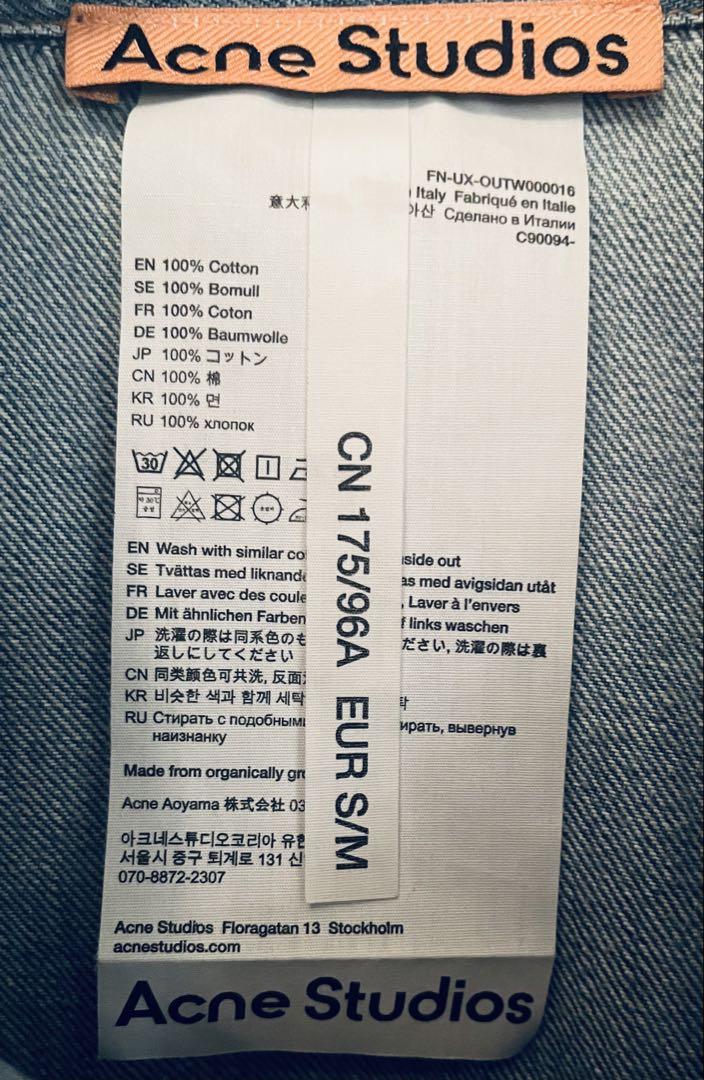 Acne Studios
FN-UX-OUTW000016
Italy Fabriqué en Italie
意大利
아산 Сделано в Италии
C90094-
EN 100% Cotton
SE 100% Bomull
FR 100% Coton
DE 100% Baumwolle
JP 100% コットン
CN 100% 棉
KR 100% 면
RU 100% хлопок
30
CN 175/96A EUR S/M
EN Wash with similar side out
SE Tvättas med as med avigsidan utåt
FR Laver avec des Laver à l'envers
DE Mit ähnlichen Farben links waschen
JP 洗濯の際は同系色の ださい, 洗濯の際は裏
返しにしてください
CN 同类颜色可共洗, 反面
KR 비슷한 색과 함께 세탁
RU Стирать с вывернув
наизнанку
Made from organically
Acne Aoyama 株式会社 03
아크네스튜디오코리아 유한
서울시 중구 퇴계로 131 신
070-8872-2307
Acne Studios Floragatan 13 Stockholm
acnestudios.com
Acne Studios